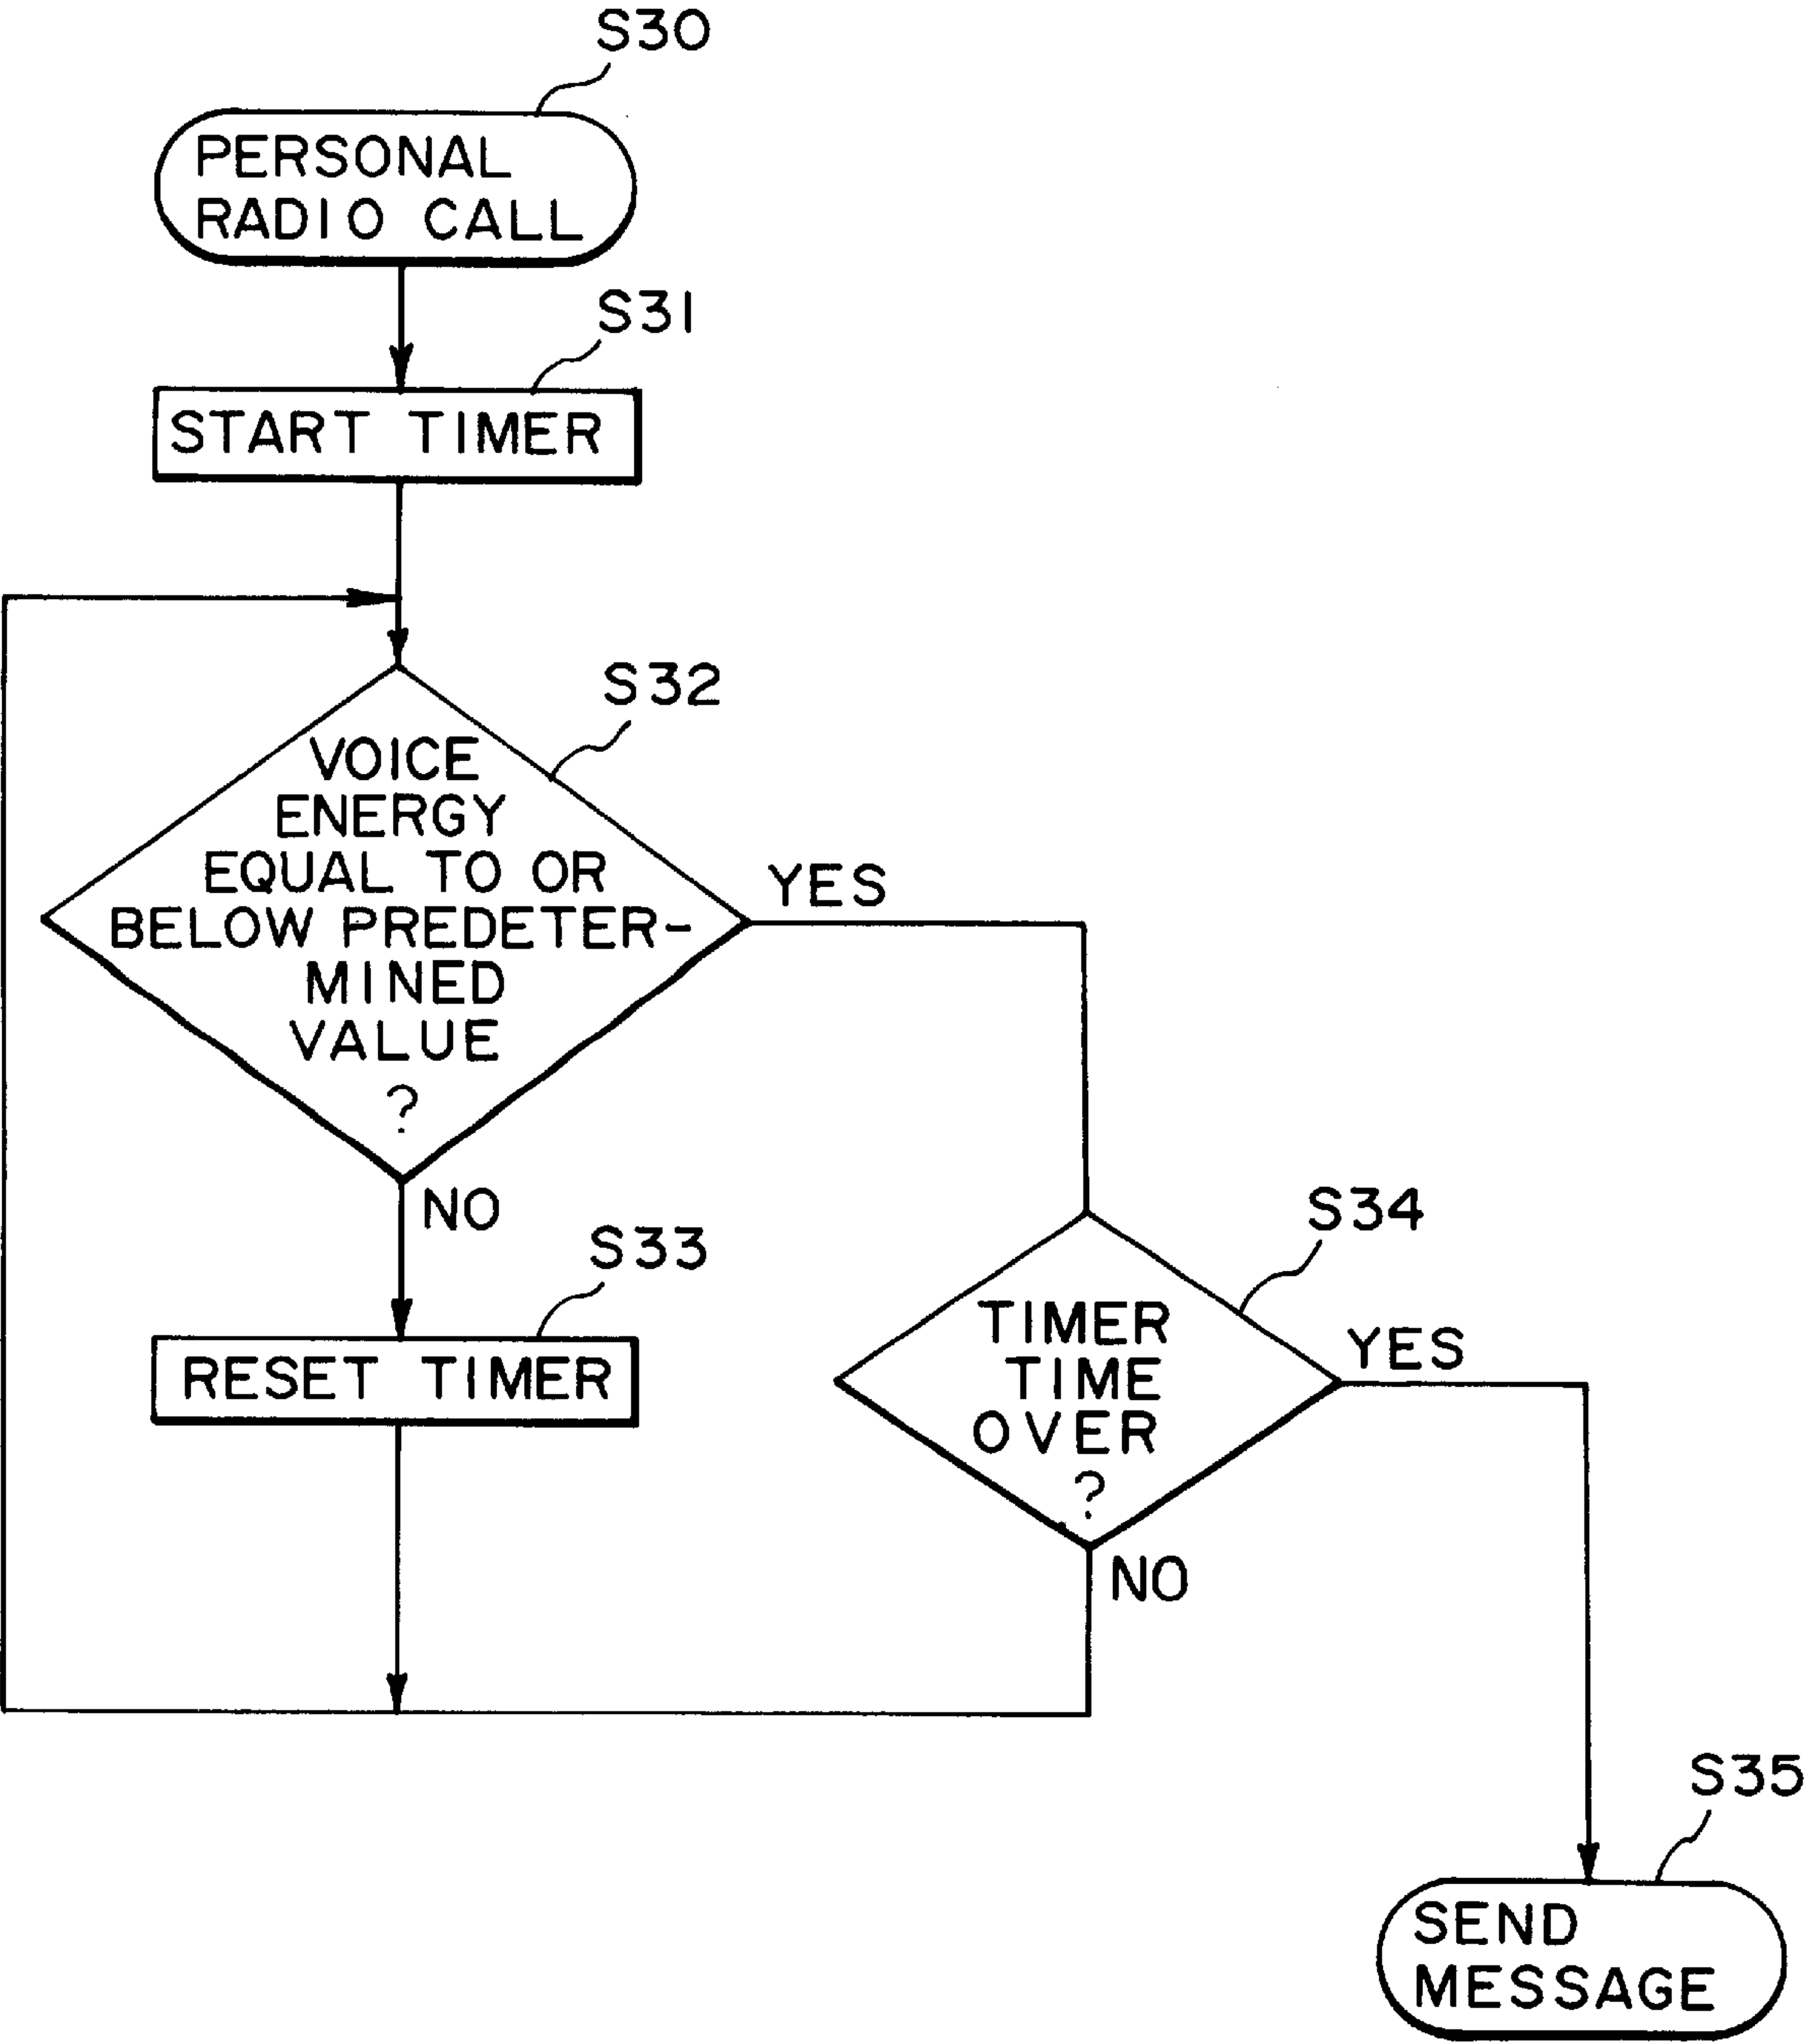 S30
PERSONAL
RADIO CALL
S31
START TIMER
S32
VOICE
ENERGY
EQUAL TO OR
BELOW PREDETER-
MINED
VALUE
?
YES
NO
S33
RESET TIMER
S34
TIMER
TIME
OVER
?
YES
NO
S35
SEND
MESSAGE